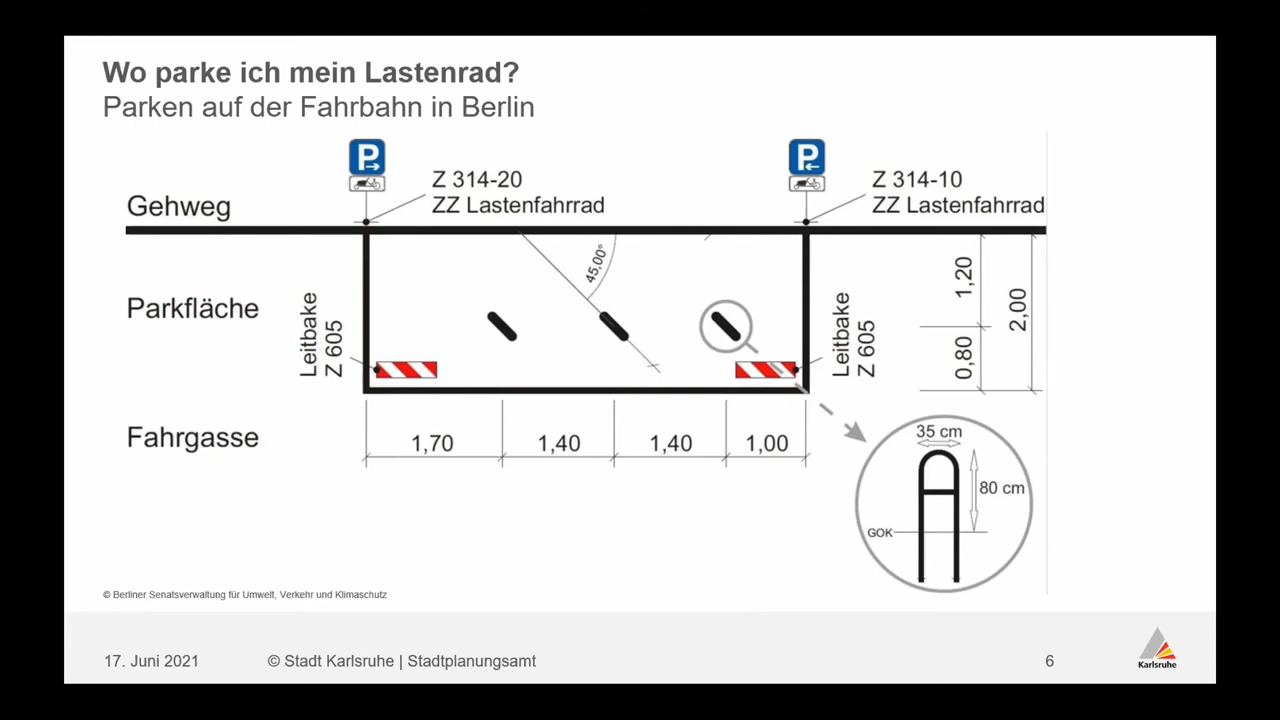 Wo parke ich mein Lastenrad?
Parken auf der Fahrbahn in Berlin
P
Z 314-20
ZZ Lastenfahrrad
P
Z 314-10
ZZ Lastenfahrrad
Gehweg
45,00°
Parkfläche
Leitbake
Z 605
Leitbake
Z 605
1,20
0,80
2,00
Fahrgasse
1,70
1,40
1,40
1,00
35 cm
80 cm
GOK
© Berliner Senatsverwaltung für Umwelt, Verkehr und Klimaschutz
17. Juni 2021
© Stadt Karlsruhe | Stadtplanungsamt
6
Karlsruhe